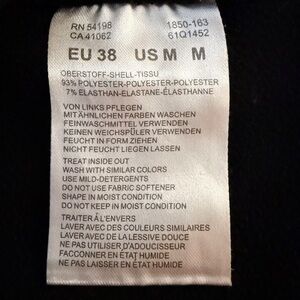 RN 54198 1850-163
CA 41062 61Q1452
EU 38 US M M
OBERSTOFF-SHELL-TISSU
93% POLYESTER-POLYESTER-POLYESTER
7% ELASTHAN-ELASTANE-ÉLASTHANNE
VON LINKS PFLEGEN
MIT ÄHNLICHEN FARBEN WASCHEN
FEINWASCHMITTEL VERWENDEN
KEINEN WEICHSPÜLER VERWENDEN
FEUCHT IN FORM ZIEHEN
NICHT FEUCHT LIEGEN LASSEN
TREAT INSIDE OUT
WASH WITH SIMILAR COLORS
USE MILD-DETERGENTS
DO NOT USE FABRIC SOFTENER
SHAPE IN MOIST CONDITION
DO NOT KEEP IN MOIST CONDITION
TRAITER À L'ENVERS
LAVER AVEC DES COULEURS SIMILAIRES
LAVER AVEC DE LA LESSIVE DOUCE
NE PAS UTILISER D'ADOUCISSEUR
FACCONNER EN ÉTAT HUMIDE
NE PAS LAISSER EN ÉTAT HUMIDE